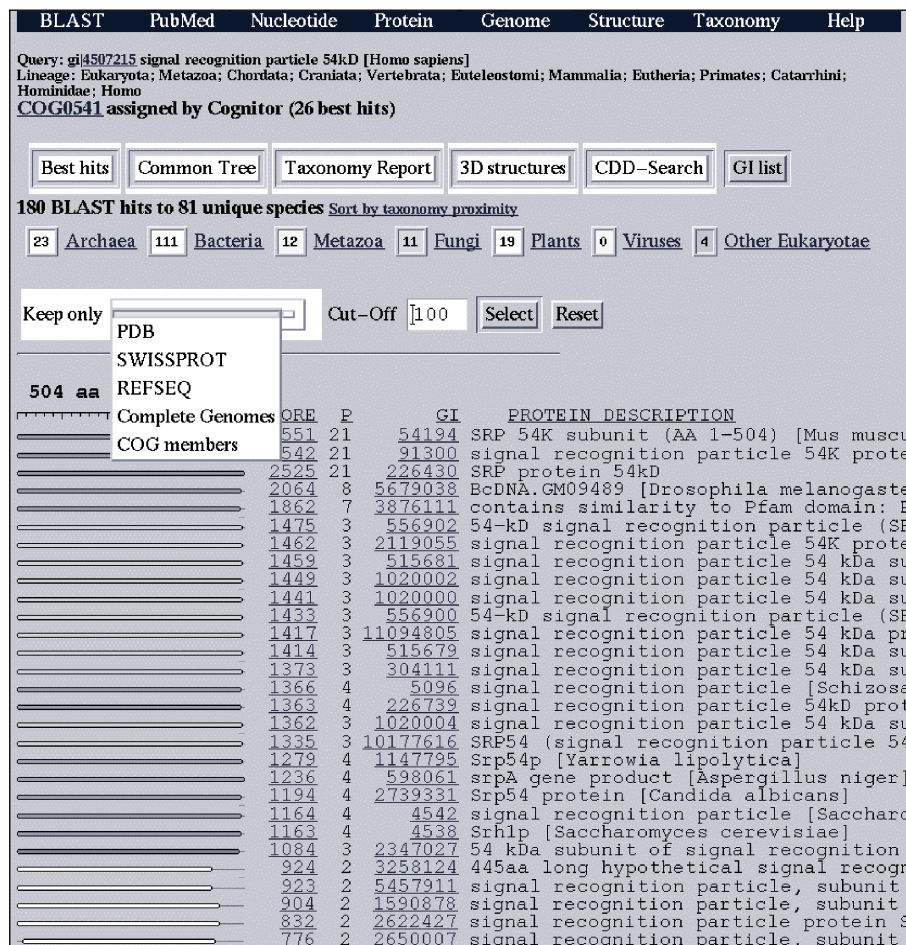 BLAST PubMed Nucleotide Protein Genome Structure Taxonomy Help
Query: gi|4507215 signal recognition particle 54kD [Homo sapiens]
Lineage: Eukaryota; Metazoa; Chordata; Craniata; Vertebrata; Euteleostomi; Mammalia; Eutheria; Primates; Catarrhini;
Hominidae; Homo
COG0541 assigned by Cognitor (26 best hits)
Best hits Common Tree Taxonomy Report 3D structures CDD-Search GI list
180 BLAST hits to 81 unique species Sort by taxonomy proximity
23 Archaea 111 Bacteria 12 Metazoa 11 Fungi 19 Plants 0 Viruses 4 Other Eukaryotae
Keep only Cut-Off 100 Select Reset
PDB
SWISSPROT
REFSEQ
Complete Genomes
COG members
504 aa
ORE P GI PROTEIN DESCRIPTION
551 21 54194 SRP 54K subunit (AA 1-504) [Mus muscu
542 21 91300 signal recognition particle 54K prote
2525 21 226430 SRP protein 54kD
2064 8 5679038 BcDNA.GM09489 [Drosophila melanogaste
1862 7 3876111 contains similarity to Pfam domain: P
1475 3 556902 54-kD signal recognition particle (SR
1462 3 2119055 signal recognition particle 54K prote
1459 3 515681 signal recognition particle 54 kDa su
1449 3 1020002 signal recognition particle 54 kDa su
1441 3 1020000 signal recognition particle 54 kDa su
1433 3 556900 54-kD signal recognition particle (SR
1417 3 11094805 signal recognition particle 54 kDa pr
1414 3 515679 signal recognition particle 54 kDa su
1373 3 304111 signal recognition particle 54 kDa su
1366 4 5096 signal recognition particle [Schizosa
1363 4 226739 signal recognition particle 54kD prot
1362 3 1020004 signal recognition particle 54 kDa su
1335 3 10177616 SRP54 (signal recognition particle 54
1279 4 1147795 Srp54p [Yarrowia lipolytica]
1236 4 598061 srpA gene product [Aspergillus niger]
1194 4 2739331 Srp54 protein [Candida albicans]
1164 4 4542 signal recognition particle [Saccharo
1163 4 4538 Srh1p [Saccharomyces cerevisiae]
1084 3 2347027 54 kDa subunit of signal recognition
924 2 3258124 445aa long hypothetical signal recogn
923 2 5457911 signal recognition particle, subunit
904 2 1590878 signal recognition particle, subunit
832 2 2622427 signal recognition particle protein S
776 2 2650007 signal recognition particle, subunit